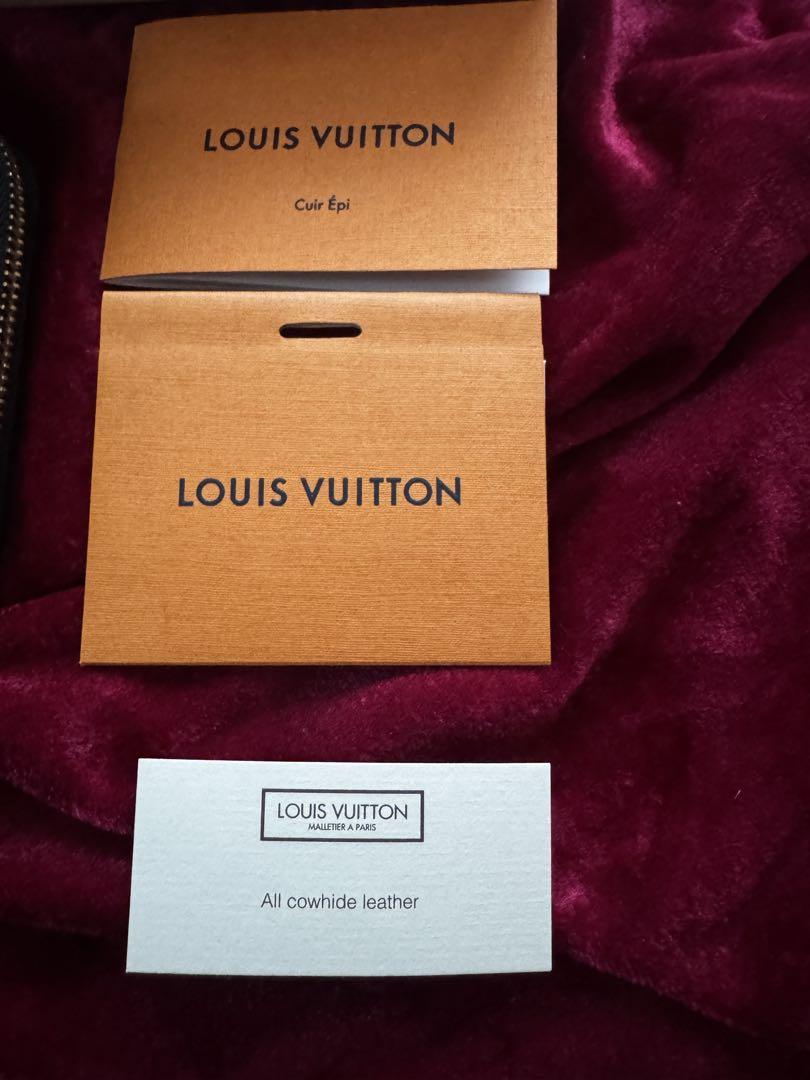 LOUIS VUITTON
Cuir Épi
LOUIS VUITTON
LOUIS VUITTON
MALLETIER A PARIS
All cowhide leather